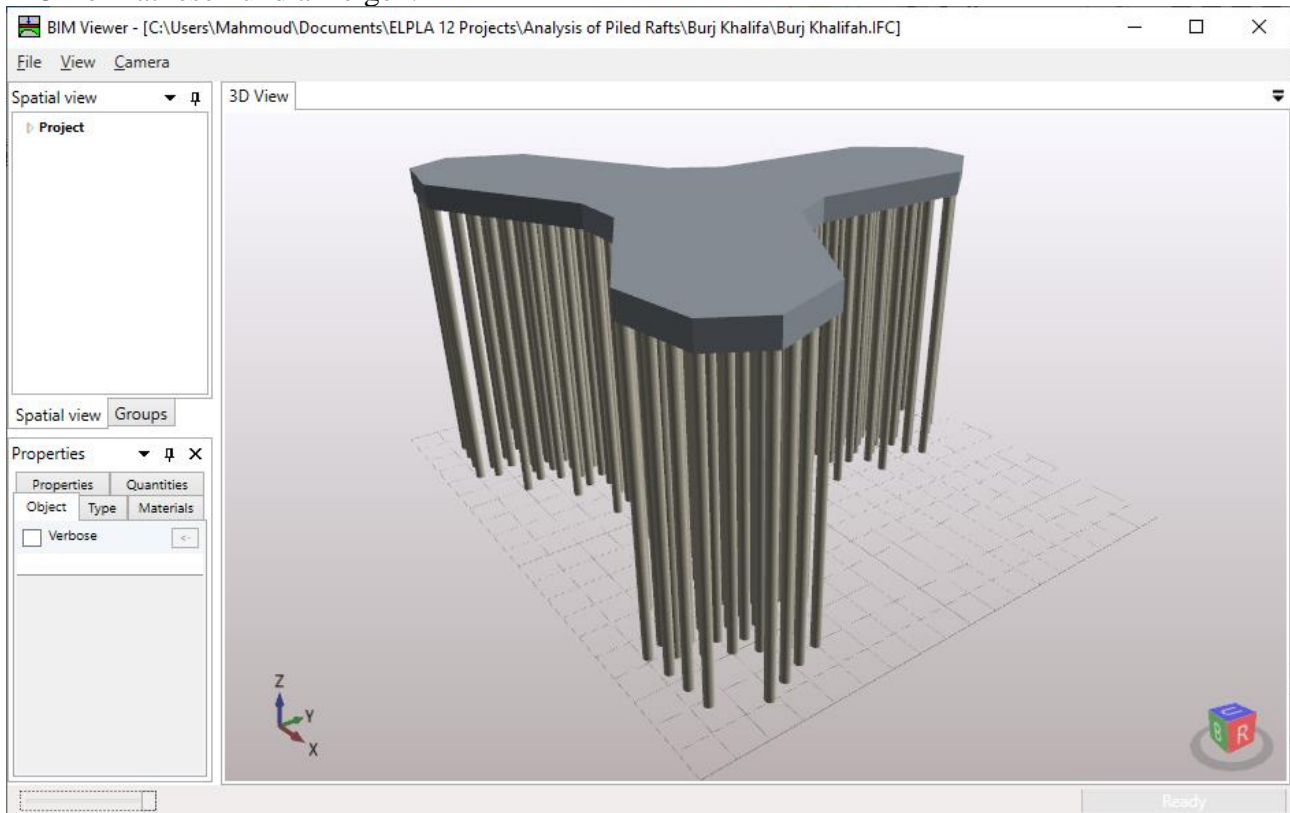 BIM Viewer - [C:\Users\Mahmoud\Documents\ELPLA 12 Projects\Analysis of Piled Rafts\Burj Khalifa\Burj Khalifah.IFC]
File View Camera
Spatial view
3D View
Project
Spatial view Groups
Properties
Properties Quantities
Object Type Materials
Verbose
<-
Z
Y
X
U
B R
Ready